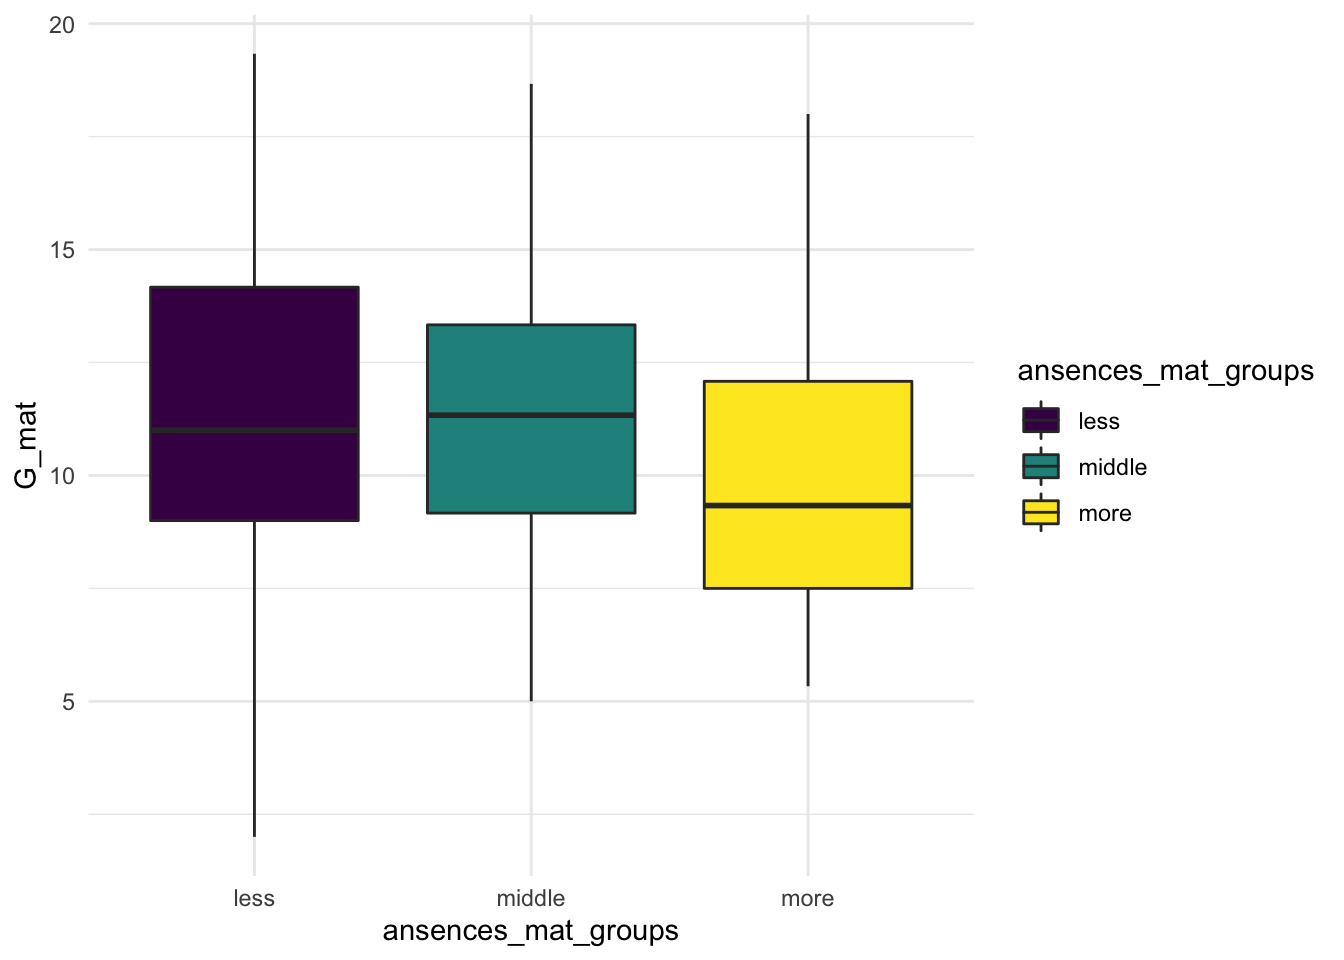 20
15
10
5
G_mat
less
middle
more
ansences_mat_groups
ansences_mat_groups
less
middle
more